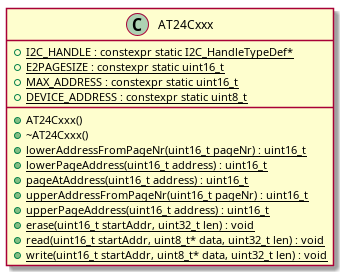 C AT24Cxxx
I2C_HANDLE : constexpr static I2C_HandleTypeDef*
E2PAGESIZE : constexpr static uint16_t
MAX_ADDRESS : constexpr static uint16_t
DEVICE_ADDRESS : constexpr static uint8_t
AT24Cxxx()
~AT24Cxxx()
lowerAddressFromPageNr(uint16_t pageNr) : uint16_t
lowerPageAddress(uint16_t address) : uint16_t
pageAtAddress(uint16_t address) : uint16_t
upperAddressFromPageNr(uint16_t pageNr) : uint16_t
upperPageAddress(uint16_t address) : uint16_t
erase(uint16_t startAddr, uint32_t len) : void
read(uint16_t startAddr, uint8_t* data, uint32_t len) : void
write(uint16_t startAddr, uint8_t* data, uint32_t len) : void